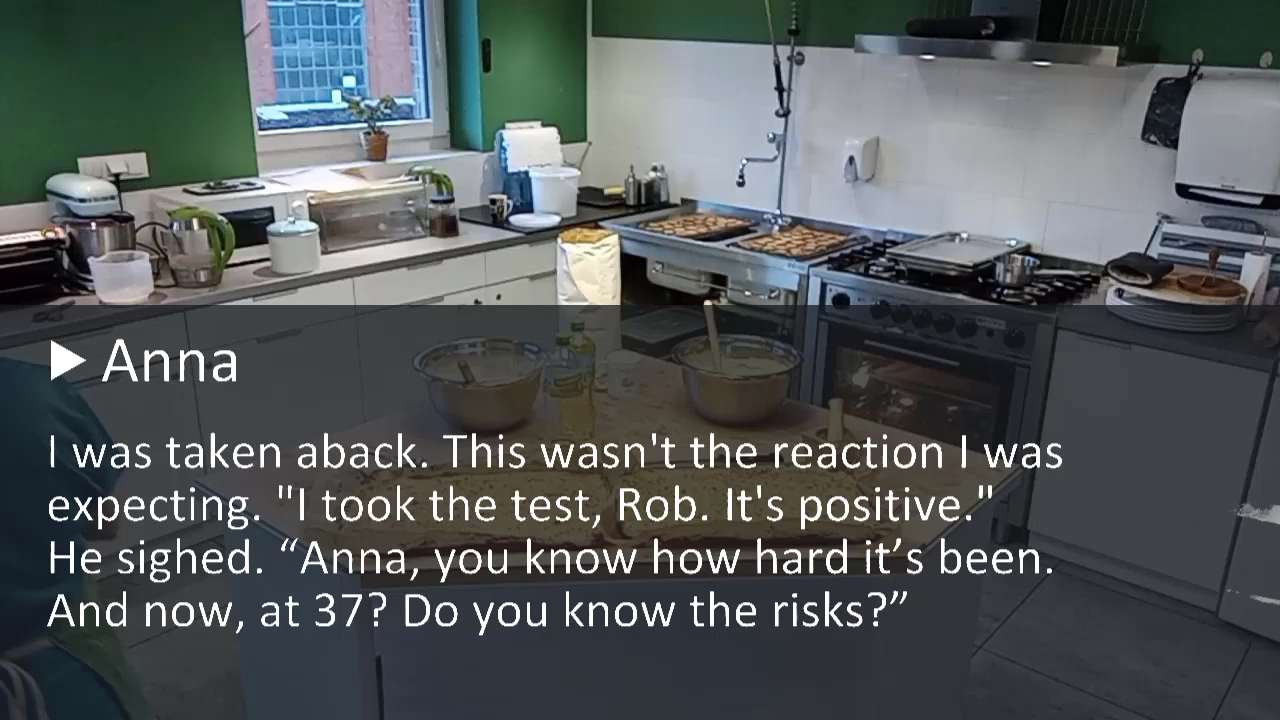 Anna
I was taken aback. This wasn't the reaction I was
expecting. "I took the test, Rob. It's positive."
He sighed. “Anna, you know how hard it’s been.
And now, at 37? Do you know the risks?”